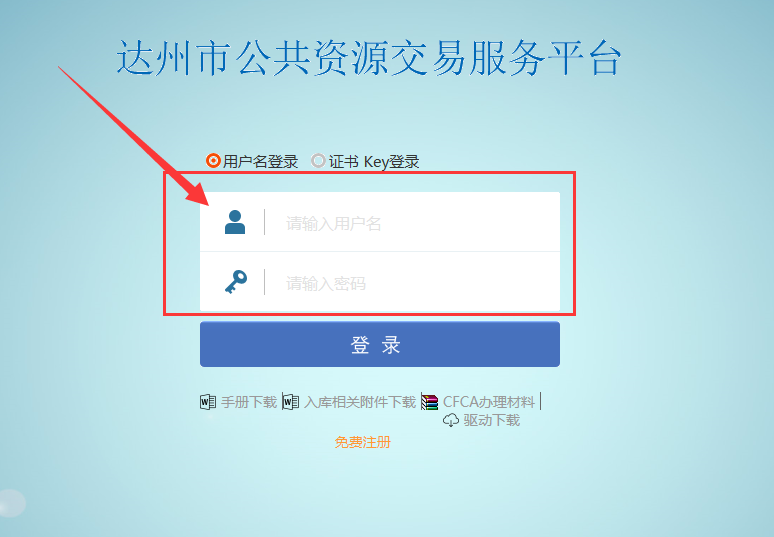 达州市公共资源交易服务平台
用户名登录 证书 Key登录
请输入用户名
请输入密码
登 录
手册下载 入库相关附件下载 CFCA办理材料
驱动下载
免费注册